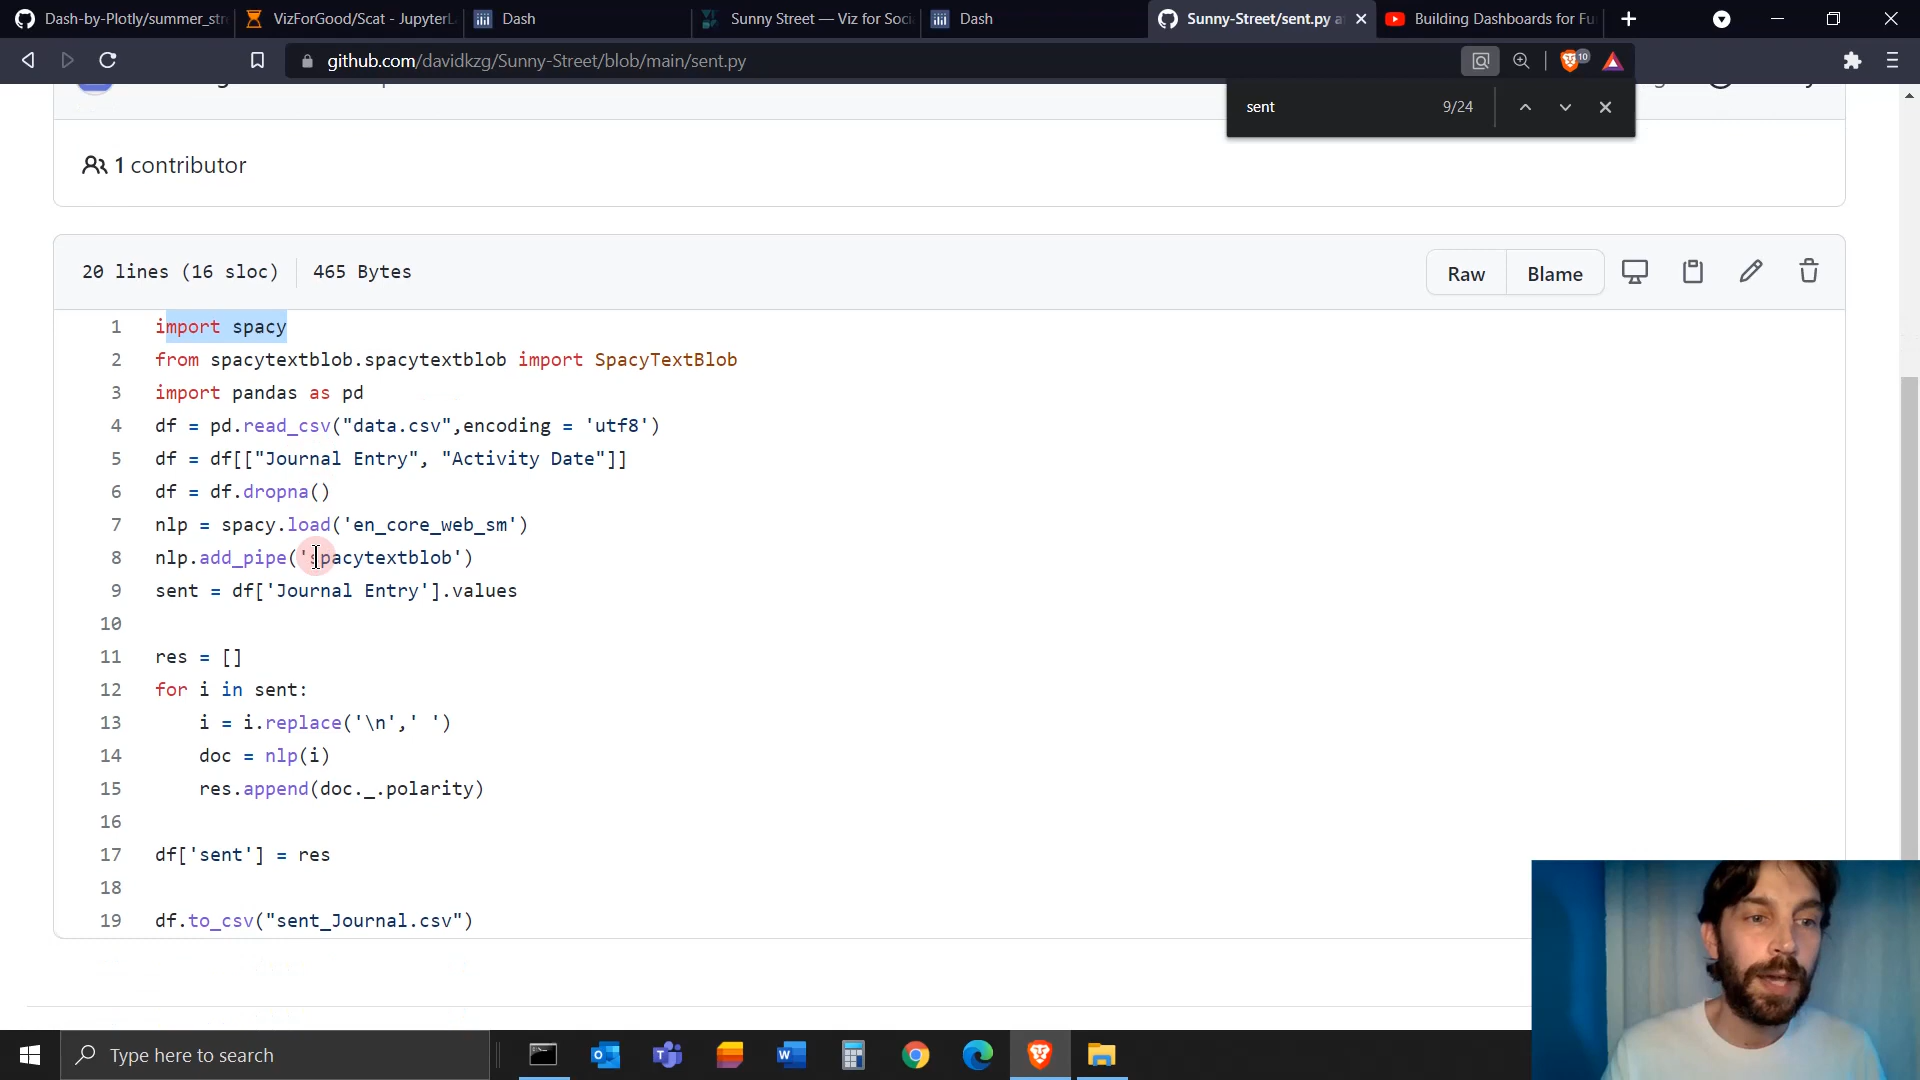 Dash-by-Plotly/summer_str
VizForGood/Scat - JupyterL
Dash
Sunny Street — Viz for Soci
Dash
Sunny-Street/sent.py a
Building Dashboards for Fu
github.com/davidkzg/Sunny-Street/blob/main/sent.py
10
sent
9/24
1 contributor
20 lines (16 sloc)
465 Bytes
Raw
Blame
1 import spacy
2 from spacytextblob.spacytextblob import SpacyTextBlob
3 import pandas as pd
4 df = pd.read_csv("data.csv",encoding = 'utf8')
5 df = df[["Journal Entry", "Activity Date"]]
6 df = df.dropna()
7 nlp = spacy.load('en_core_web_sm')
8 nlp.add_pipe('spacytextblob')
9 sent = df['Journal Entry'].values
10
11 res = []
12 for i in sent:
13 i = i.replace('\n',' ')
14 doc = nlp(i)
15 res.append(doc._.polarity)
16
17 df['sent'] = res
18
19 df.to_csv("sent_Journal.csv")
Type here to search